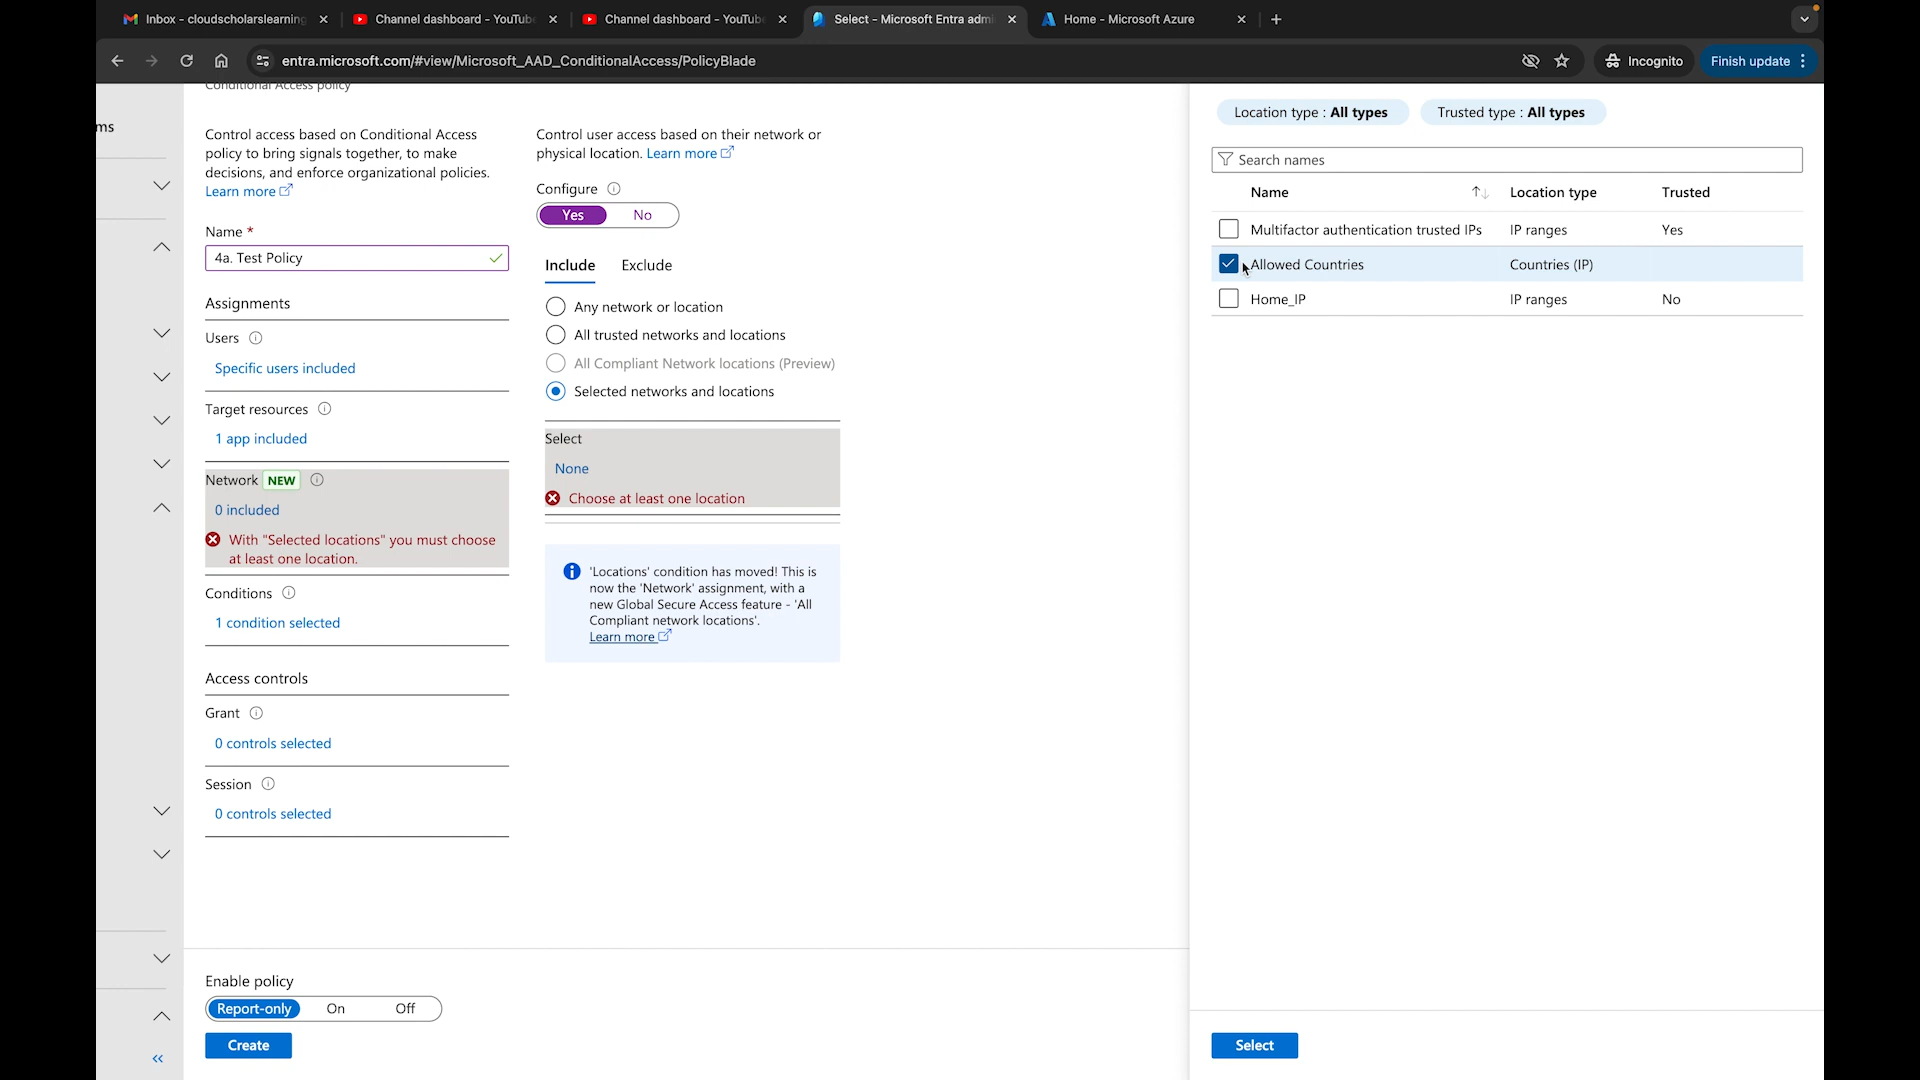 Inbox - cloudscholarslearning
Channel dashboard - YouTube
Channel dashboard - YouTube
Select - Microsoft Entra admi
Home - Microsoft Azure
entra.microsoft.com/#view/Microsoft_AAD_ConditionalAccess/PolicyBlade
Incognito
Finish update
ms
Conditional Access policy
Control access based on Conditional Access
policy to bring signals together, to make
decisions, and enforce organizational policies.
Learn more
Name *
4a. Test Policy
Assignments
Users
Specific users included
Target resources
1 app included
Network NEW
0 included
With "Selected locations" you must choose
at least one location.
Conditions
1 condition selected
Access controls
Grant
0 controls selected
Session
0 controls selected
Enable policy
Report-only On Off
Create
Control user access based on their network or
physical location. Learn more
Configure
Yes No
Include Exclude
Any network or location
All trusted networks and locations
All Compliant Network locations (Preview)
Selected networks and locations
Select
None
Choose at least one location
'Locations' condition has moved! This is
now the 'Network' assignment, with a
new Global Secure Access feature - 'All
Compliant network locations'.
Learn more
Location type : All types Trusted type : All types
Search names
Name Location type Trusted
Multifactor authentication trusted IPs IP ranges Yes
Allowed Countries Countries (IP)
Home_IP IP ranges No
Select